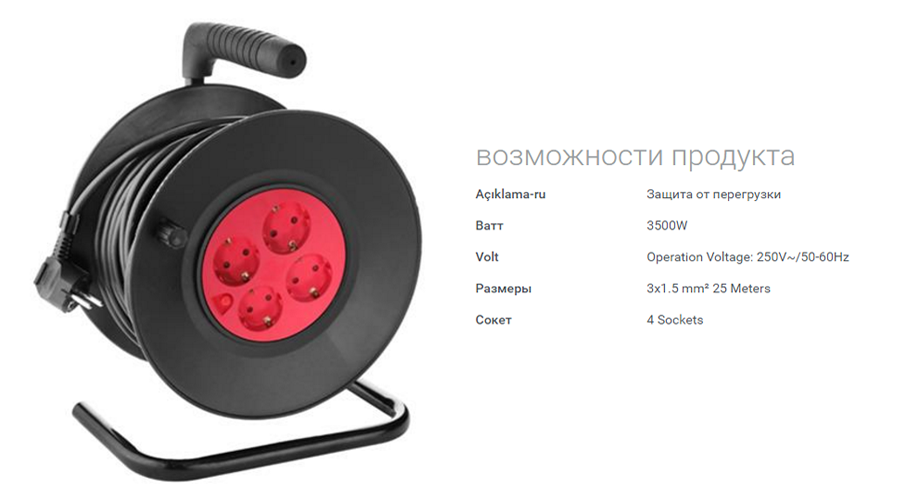 возможности продукта
Açıklama-ru Защита от перегрузки
Ватт 3500W
Volt Operation Voltage: 250V~/50-60Hz
Размеры 3x1.5 mm² 25 Meters
Сокет 4 Sockets